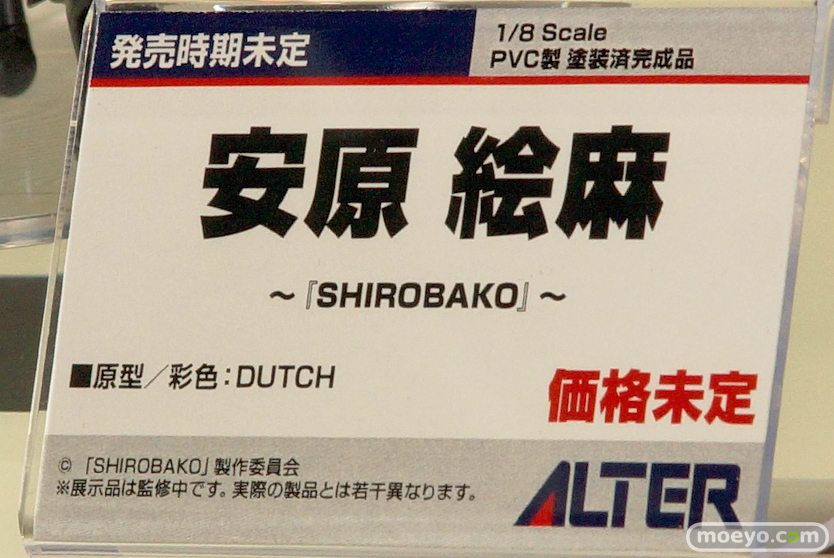 発売時期未定
1/8 Scale
PVC製 塗装済完成品
安原 絵麻
～『SHIROBAKO』～
■原型／彩色：DUTCH
価格未定
© 「SHIROBAKO」製作委員会
※展示品は監修中です。実際の製品とは若干異なります。
ALTER
moeyo.com